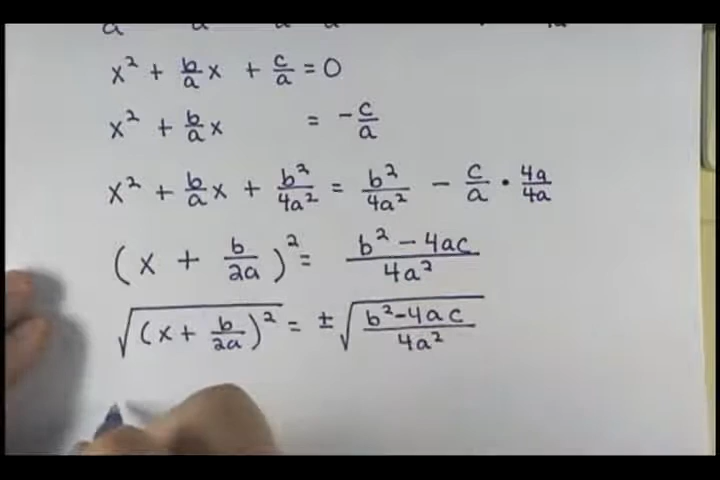 x² + b/a x + c/a = 0
x² + b/a x = - c/a
x² + b/a x + b²/4a² = b²/4a² - c/a · 4a/4a
(x + b/2a)² = b² - 4ac/4a²
√(x + b/2a)² = ± √b² - 4ac/4a²